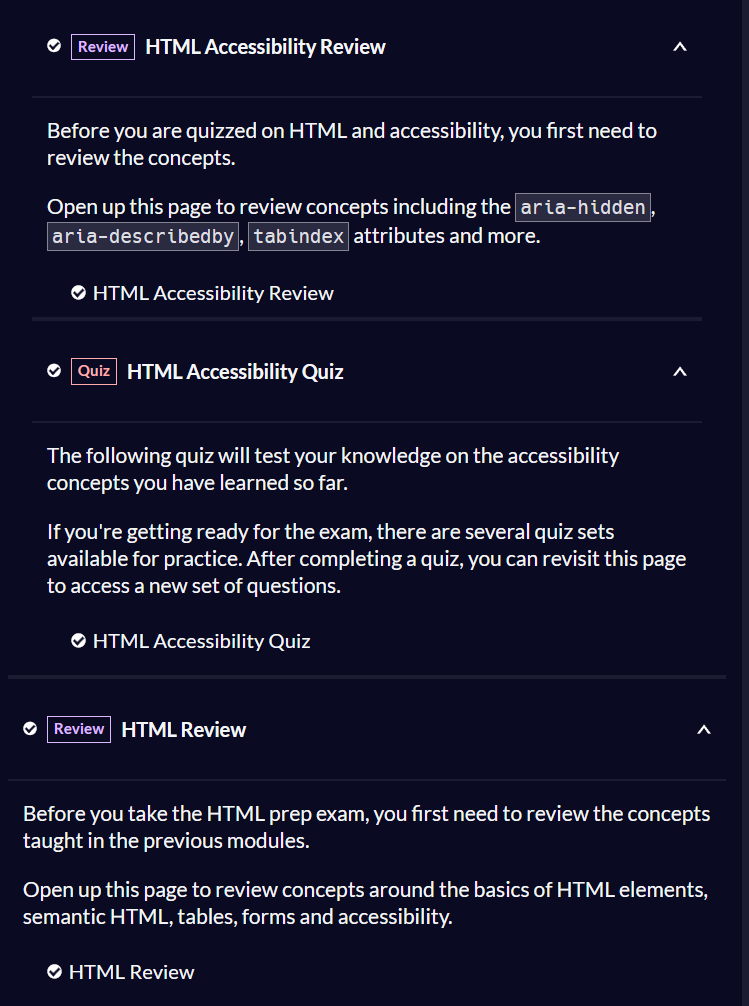 Review HTML Accessibility Review
Before you are quizzed on HTML and accessibility, you first need to
review the concepts.
Open up this page to review concepts including the aria-hidden,
aria-describedby, tabindex attributes and more.
HTML Accessibility Review
Quiz HTML Accessibility Quiz
The following quiz will test your knowledge on the accessibility
concepts you have learned so far.
If you're getting ready for the exam, there are several quiz sets
available for practice. After completing a quiz, you can revisit this page
to access a new set of questions.
HTML Accessibility Quiz
Review HTML Review
Before you take the HTML prep exam, you first need to review the concepts
taught in the previous modules.
Open up this page to review concepts around the basics of HTML elements,
semantic HTML, tables, forms and accessibility.
HTML Review